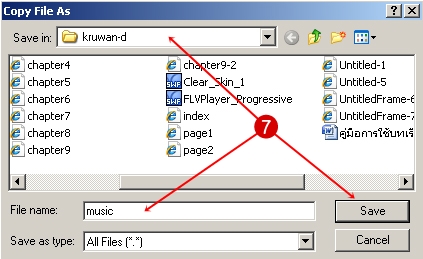 Copy File As
Save in: kruwan-d
chapter4 chapter9-2 Untitled-1
chapter5 Clear_Skin_1 Untitled-5
chapter6 FLVPlayer_Progressive UntitledFrame-6
chapter7 index UntitledFrame-7
chapter8 page1 คู่มือการใช้บทเรี
chapter9 page2
7
File name: music Save
Save as type: All Files (*.*) Cancel